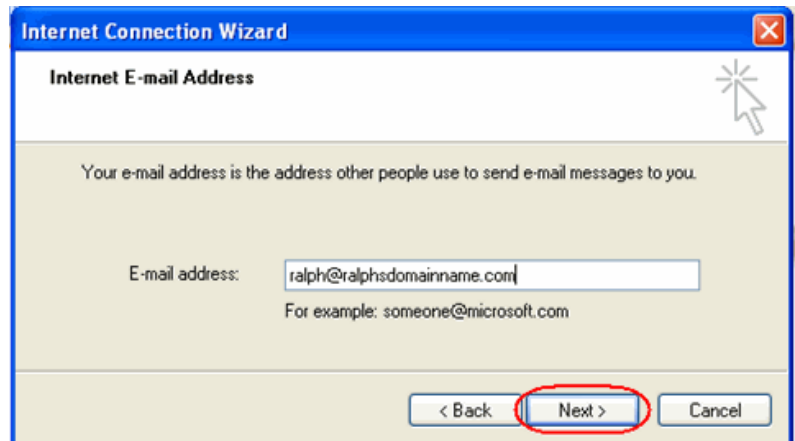 Internet Connection Wizard
Internet E-mail Address
Your e-mail address is the address other people use to send e-mail messages to you.
E-mail address: ralph@ralphsdomainname.com
For example: someone@microsoft.com
< Back Next > Cancel